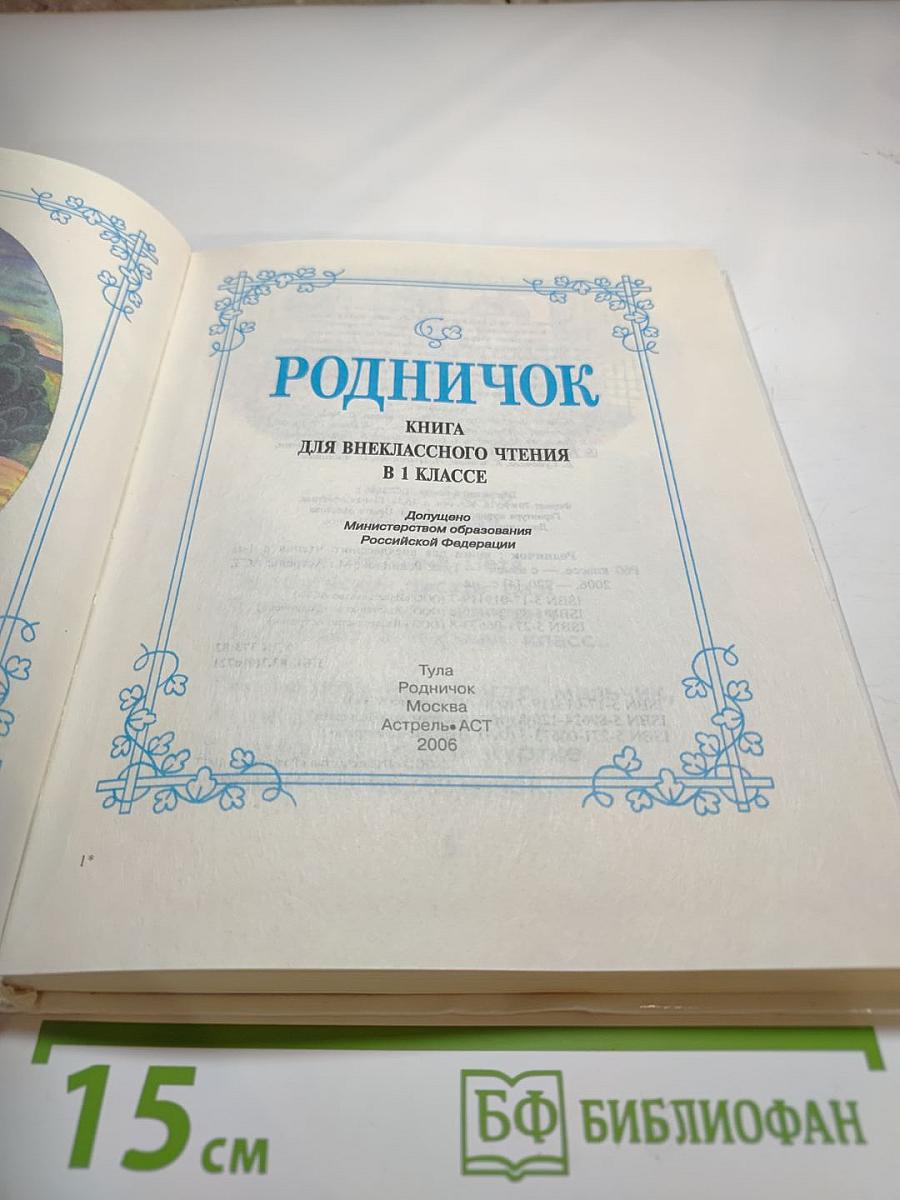 РОДНИЧОК
КНИГА
ДЛЯ ВНЕКЛАССНОГО ЧТЕНИЯ
В 1 КЛАССЕ
Допущено
Министерством образования
Российской Федерации
Тула
Родничок
Москва
Астрель•АСТ
2006
1*
15 см
БФ БИБЛИОФАН